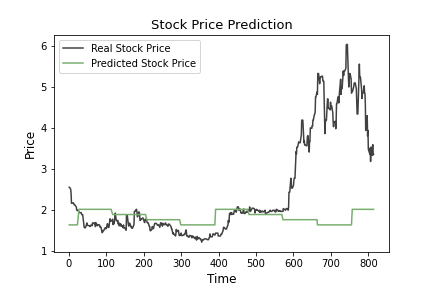 Stock Price Prediction
Real Stock Price
Predicted Stock Price
Price
6
5
4
3
2
1
0 100 200 300 400 500 600 700 800
Time